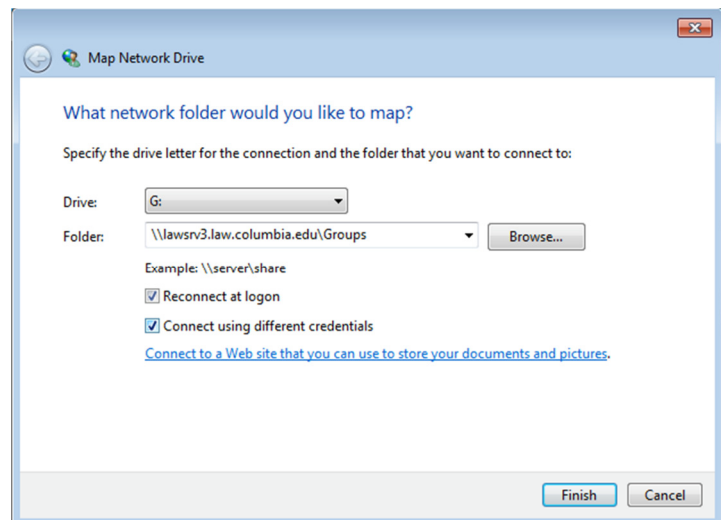 Map Network Drive
What network folder would you like to map?
Specify the drive letter for the connection and the folder that you want to connect to:
Drive: G:
Folder: \\lawsrv3.law.columbia.edu\Groups Browse...
Example: \\server\share
Reconnect at logon
Connect using different credentials
Connect to a Web site that you can use to store your documents and pictures.
Finish Cancel